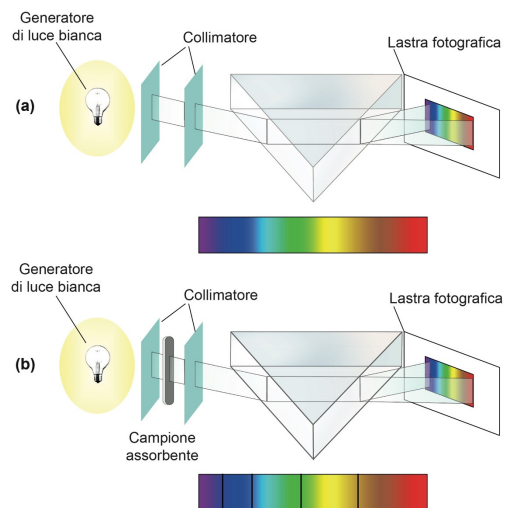 Generatore
di luce bianca
Collimatore
Lastra fotografica
(a)
Generatore
di luce bianca
Collimatore
Lastra fotografica
(b)
Campione
assorbente